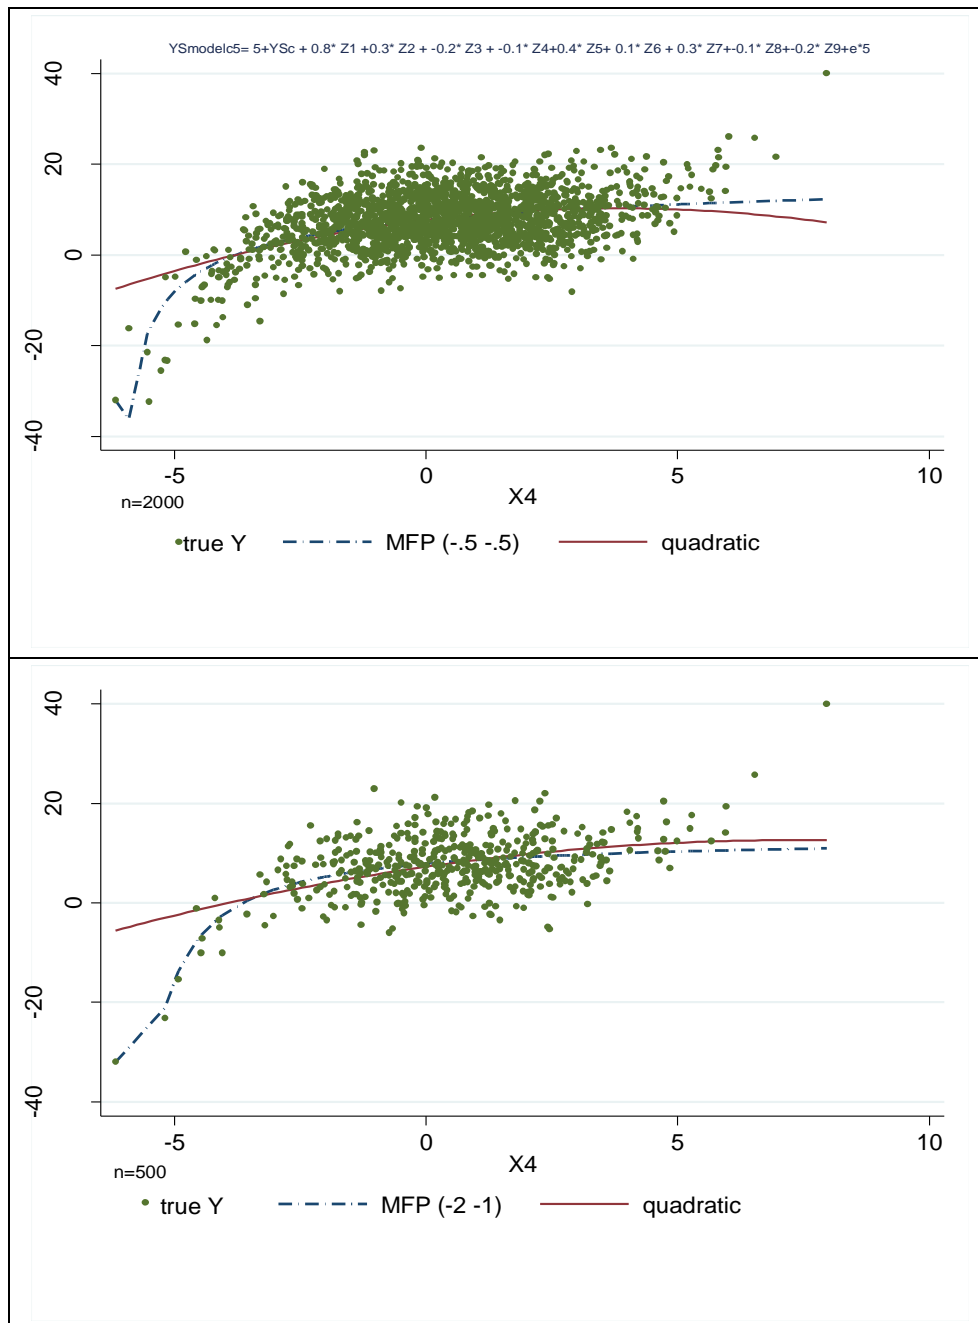 YSmodelc5= 5+YSc + 0.8* Z1 +0.3* Z2 + -0.2* Z3 + -0.1* Z4+0.4* Z5+ 0.1* Z6 + 0.3* Z7+-0.1* Z8+-0.2* Z9+e*5
40
20
0
-20
-40
-5 0 5 10
X4
n=2000
true Y MFP (-.5 -.5) quadratic
40
20
0
-20
-40
-5 0 5 10
X4
n=500
true Y MFP (-2 -1) quadratic